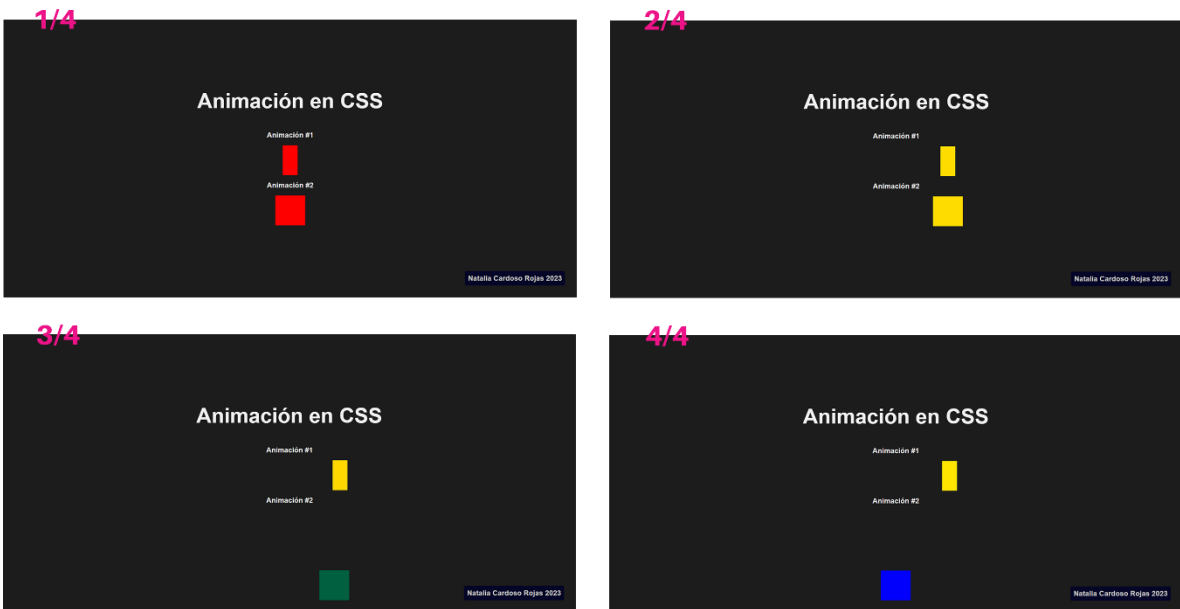 1/4
Animación en CSS
Animación #1
Animación #2
Natalia Cardoso Rojas 2023
2/4
Animación en CSS
Animación #1
Animación #2
Natalia Cardoso Rojas 2023
3/4
Animación en CSS
Animación #1
Animación #2
Natalia Cardoso Rojas 2023
4/4
Animación en CSS
Animación #1
Animación #2
Natalia Cardoso Rojas 2023